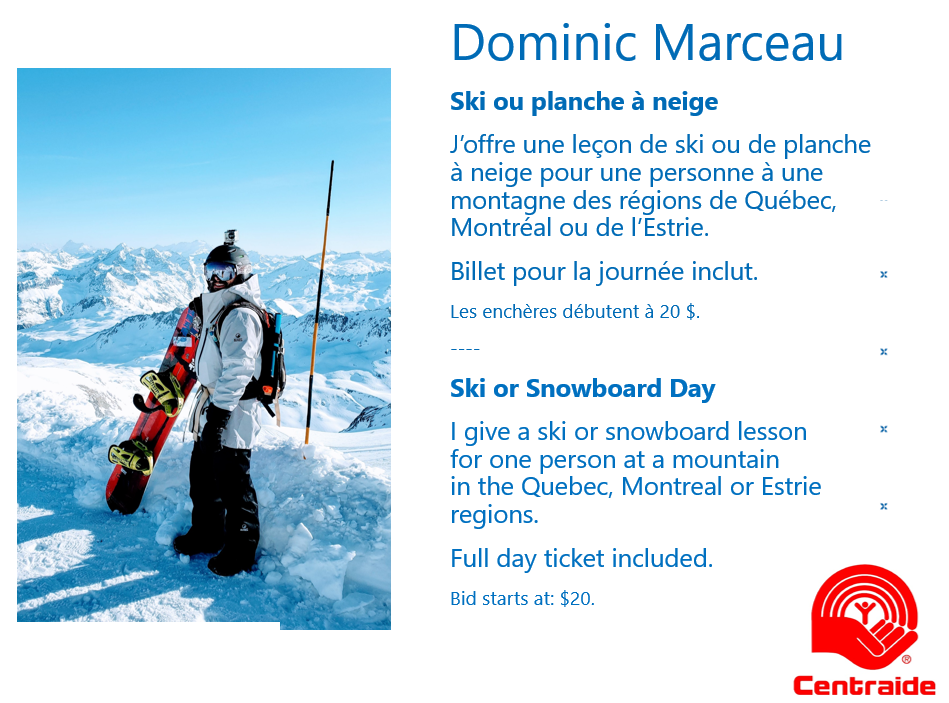 Dominic Marceau
Ski ou planche à neige
J’offre une leçon de ski ou de planche
à neige pour une personne à une
montagne des régions de Québec,
Montréal ou de l’Estrie.
Billet pour la journée inclut.
Les enchères débutent à 20 $.
----
Ski or Snowboard Day
I give a ski or snowboard lesson
for one person at a mountain
in the Quebec, Montreal or Estrie
regions.
Full day ticket included.
Bid starts at: $20.
®
Centraide